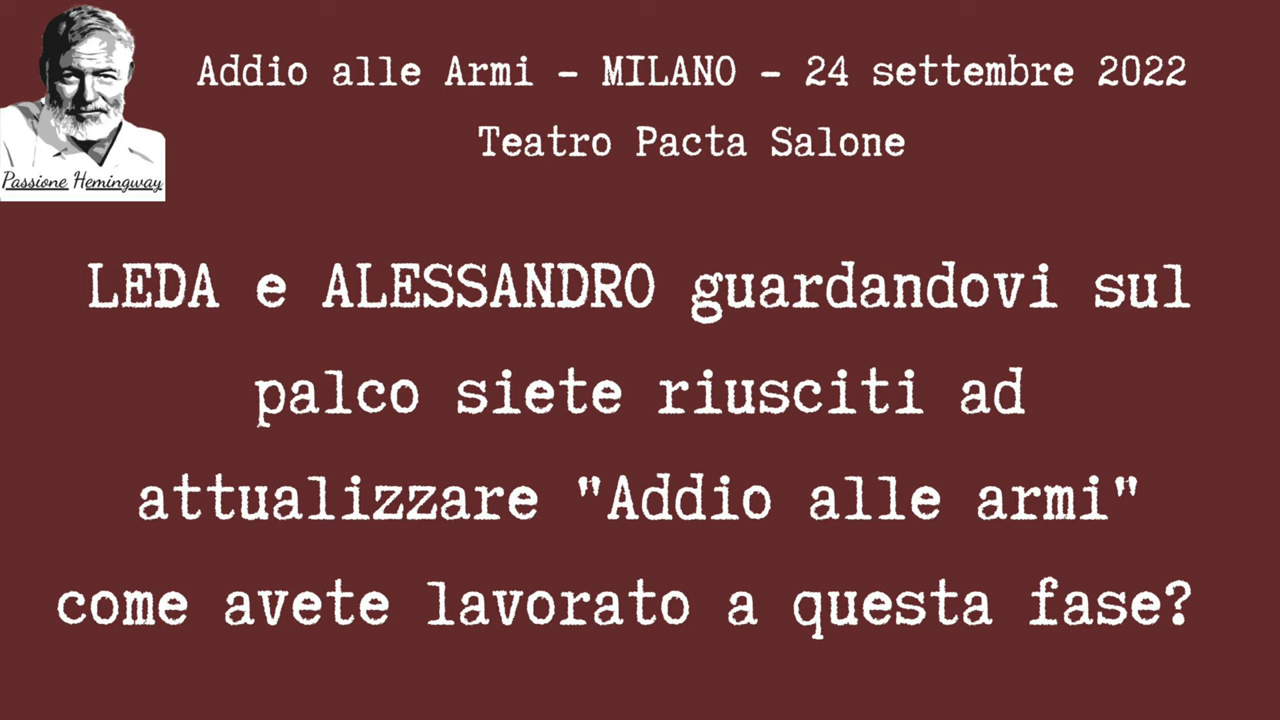 Addio alle Armi - MILANO - 24 settembre 2022
Teatro Pacta Salone
Passione Hemingway
LEDA e ALESSANDRO guardandovi sul
palco siete riusciti ad
attualizzare "Addio alle armi"
come avete lavorato a questa fase?